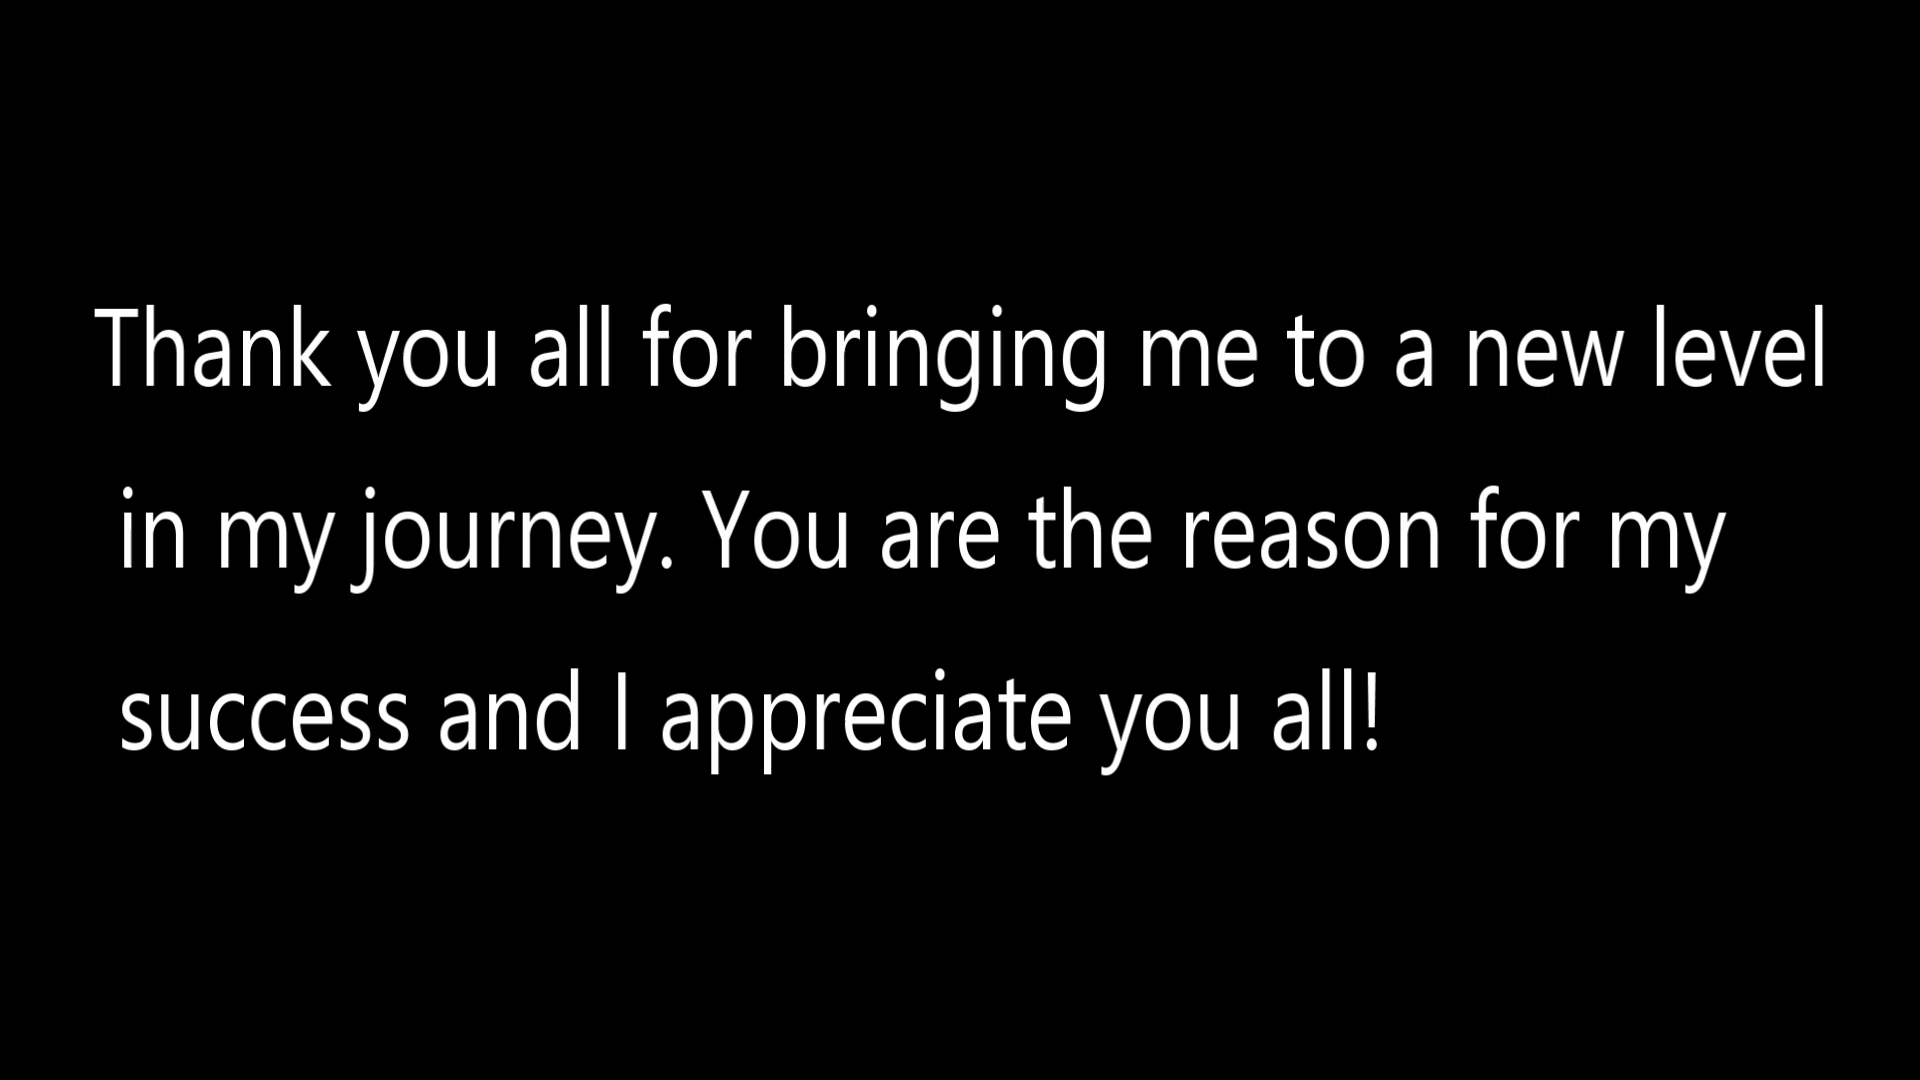 Thank you all for bringing me to a new level
in my journey. You are the reason for my
success and I appreciate you all!